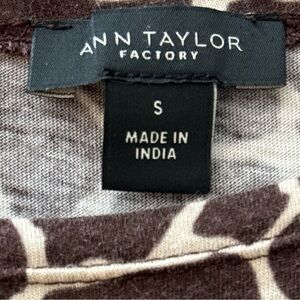 ANN TAYLOR
FACTORY
S
MADE IN
INDIA